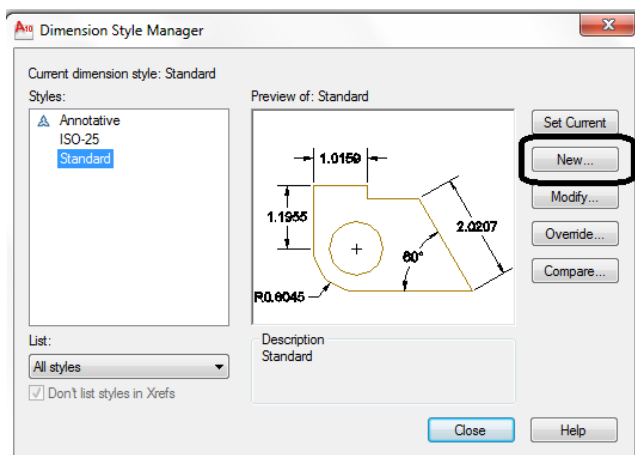 A10 Dimension Style Manager
Current dimension style: Standard
Styles:
Annotative
ISO-25
Standard
Preview of: Standard
1.0159
1.1955
2.0207
60°
R0.8045
Set Current
New...
Modify...
Override...
Compare...
List:
All styles
Don't list styles in Xrefs
Description
Standard
Close
Help